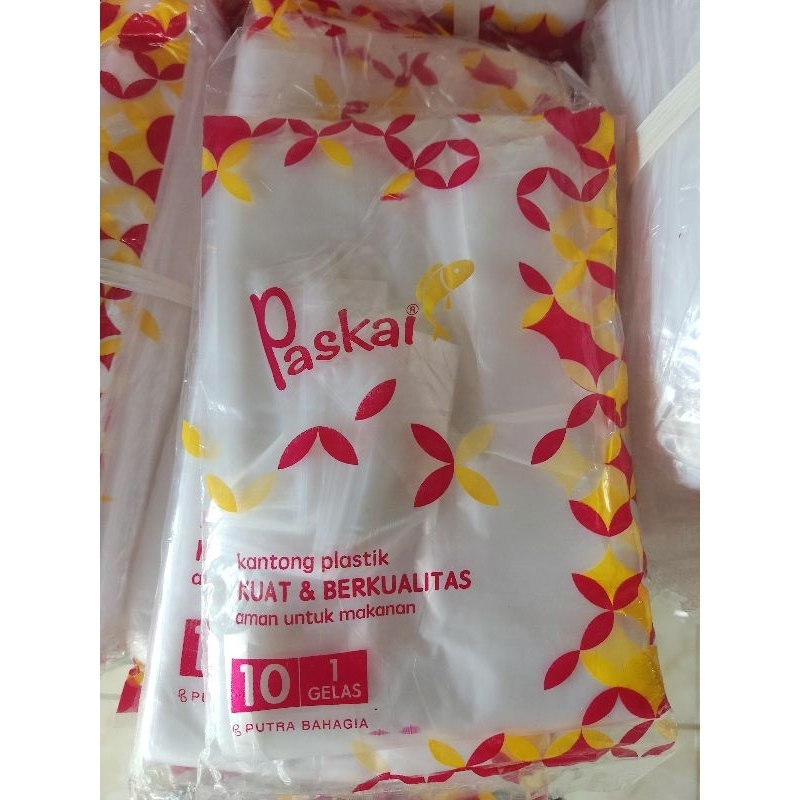 Paskai®
kantong plastik
KUAT & BERKUALITAS
aman untuk makanan
10 1
GELAS
PUTRA BAHAGIA